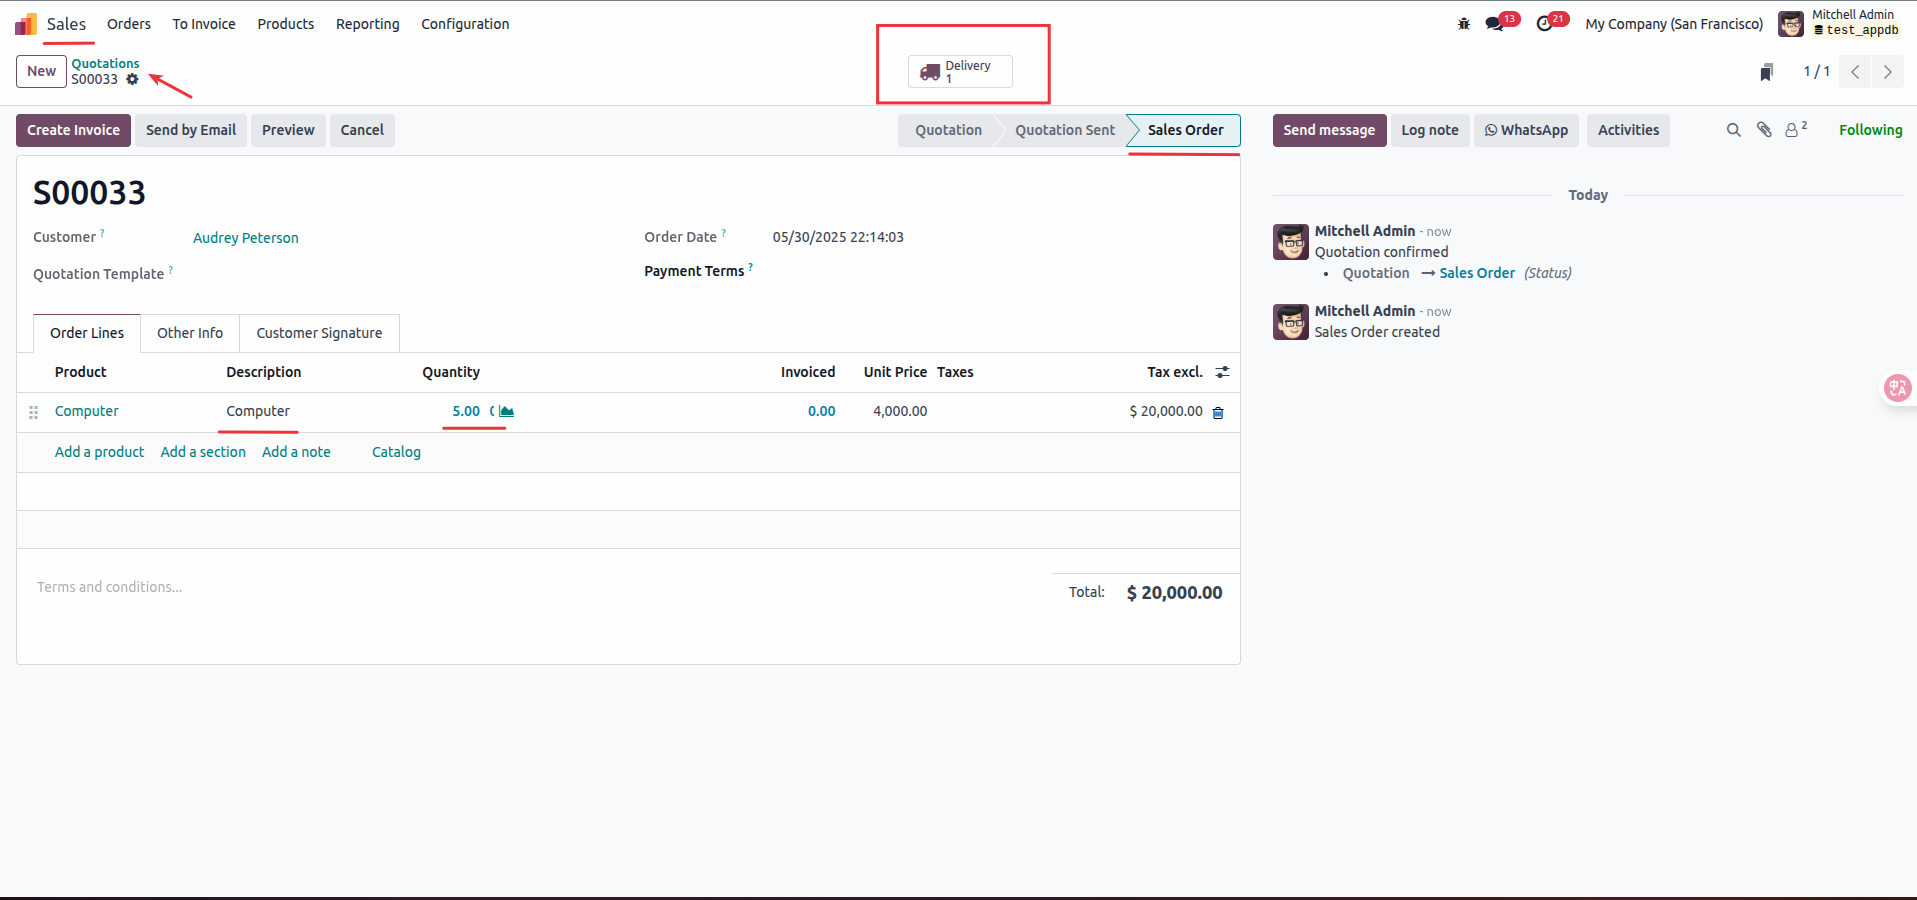 Sales Orders To Invoice Products Reporting Configuration 13 21 My Company (San Francisco) Mitchell Admin
test_appdb
New Quotations
S00033
Delivery
1
1 / 1
Create Invoice Send by Email Preview Cancel Quotation Quotation Sent Sales Order Send message Log note WhatsApp Activities 2 Following
S00033
Customer ? Audrey Peterson Order Date ? 05/30/2025 22:14:03
Quotation Template ? Payment Terms ?
Order Lines Other Info Customer Signature
Product Description Quantity Invoiced Unit Price Taxes Tax excl.
Computer Computer 5.00 0.00 4,000.00 $ 20,000.00
Add a product Add a section Add a note Catalog
Terms and conditions...
Total: $ 20,000.00
Today
Mitchell Admin - now
Quotation confirmed
• Quotation → Sales Order (Status)
Mitchell Admin - now
Sales Order created